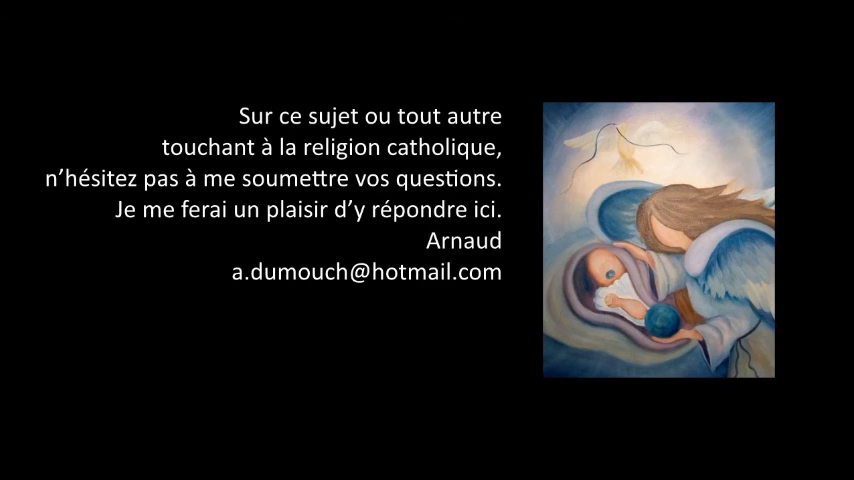 Sur ce sujet ou tout autre
touchant à la religion catholique,
n’hésitez pas à me soumettre vos questions.
Je me ferai un plaisir d’y répondre ici.
Arnaud
a.dumouch@hotmail.com